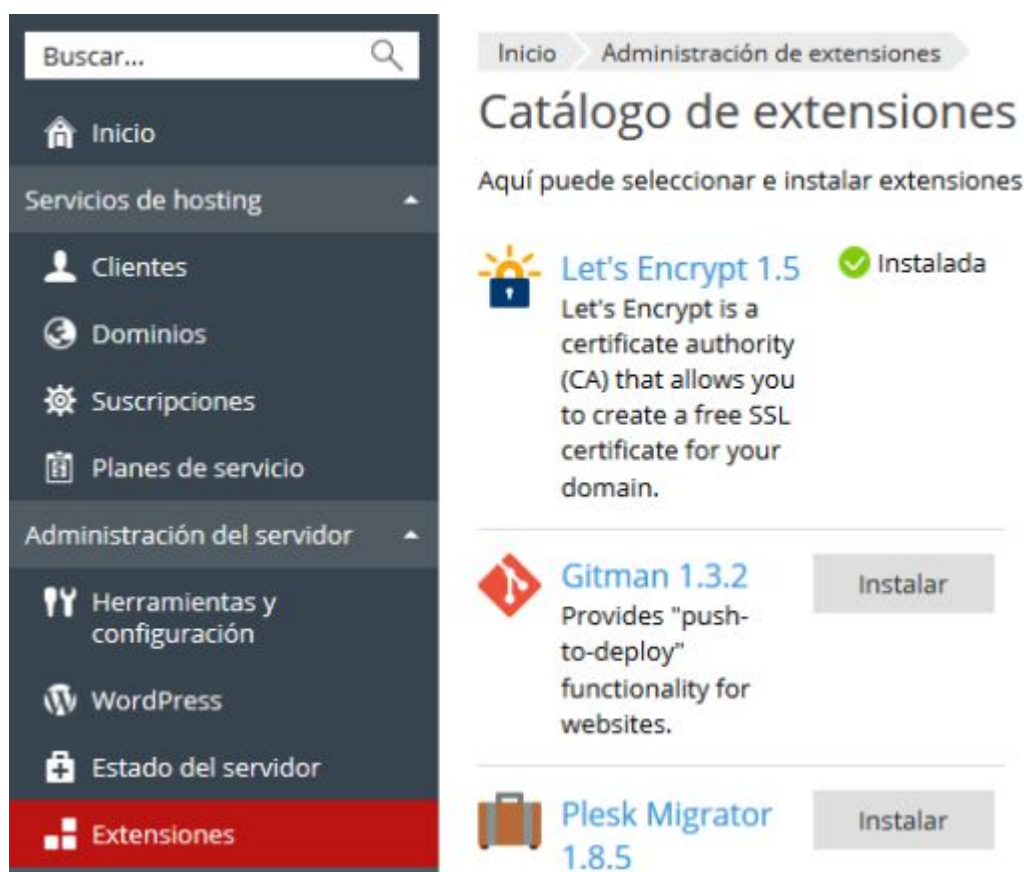 Buscar...
Inicio
Servicios de hosting
Clientes
Dominios
Suscripciones
Planes de servicio
Administración del servidor
Herramientas y
configuración
WordPress
Estado del servidor
Extensiones
Inicio
Administración de extensiones
Catálogo de extensiones
Aquí puede seleccionar e instalar extensiones
Let's Encrypt 1.5
Instalada
Let's Encrypt is a
certificate authority
(CA) that allows you
to create a free SSL
certificate for your
domain.
Gitman 1.3.2
Instalar
Provides "push-
to-deploy"
functionality for
websites.
Plesk Migrator
1.8.5
Instalar